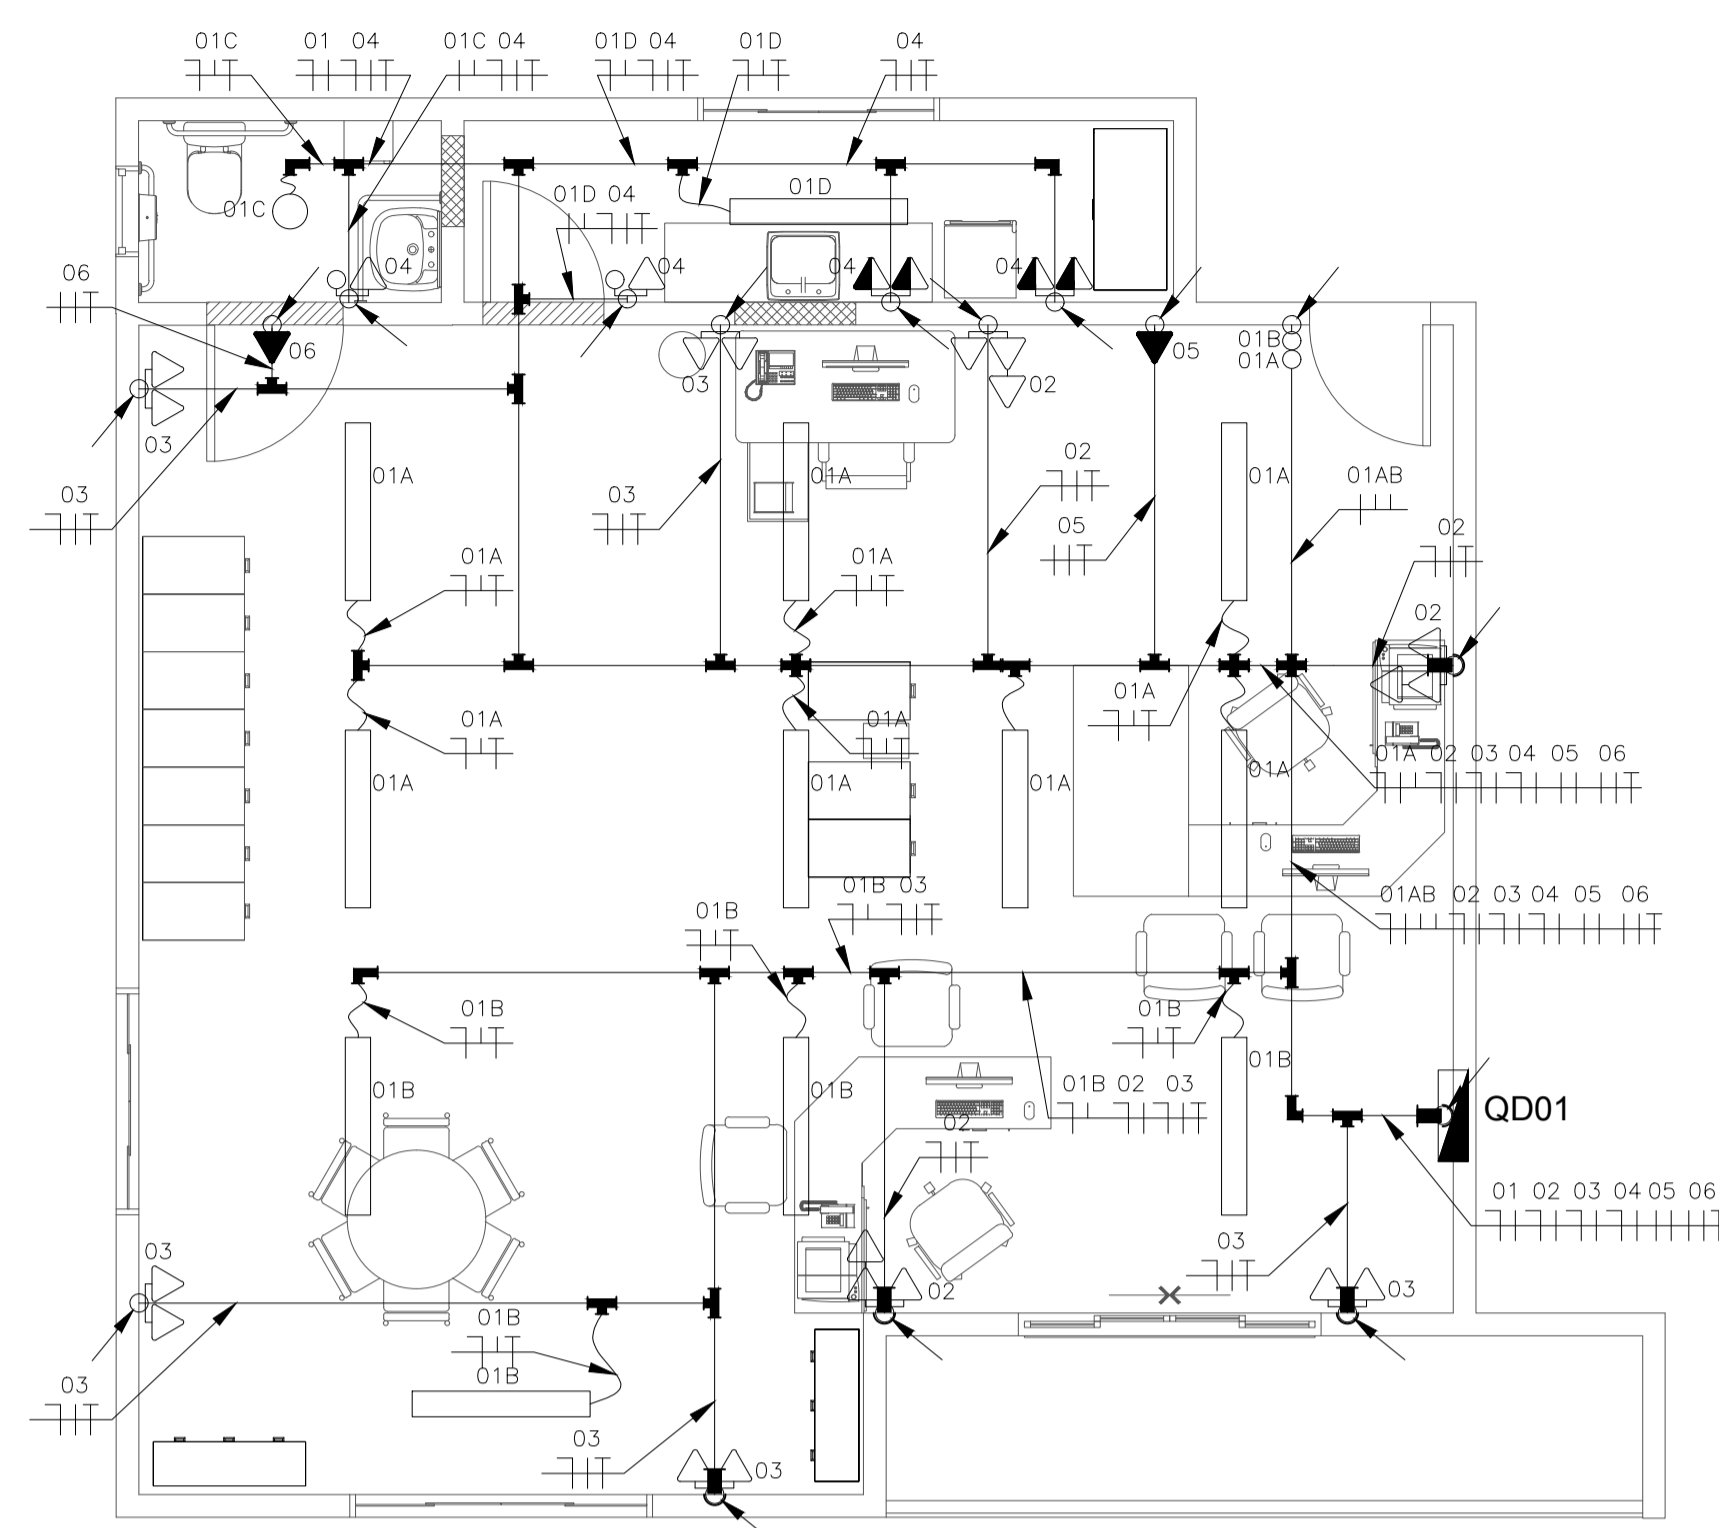 01C 01 04 01C 04 01D 04 01D 04
01D
01D 04
01C
04 04 04 04
06
06 05
01B
01A
03 02
03
01A 01A 01A
02 01AB
03 03
05 02
01A 01A
02
01A 01A 01A
01A 02 03 04 05 06
01A 01A 01A 01A
01B 03
01AB 02 03 04 05 06
01B
01B 01B
01B 01B 01B
01B 02 03
QD01
02
01 02 03 04 05 06
03 03
02 03
01B
01B
03
03
03